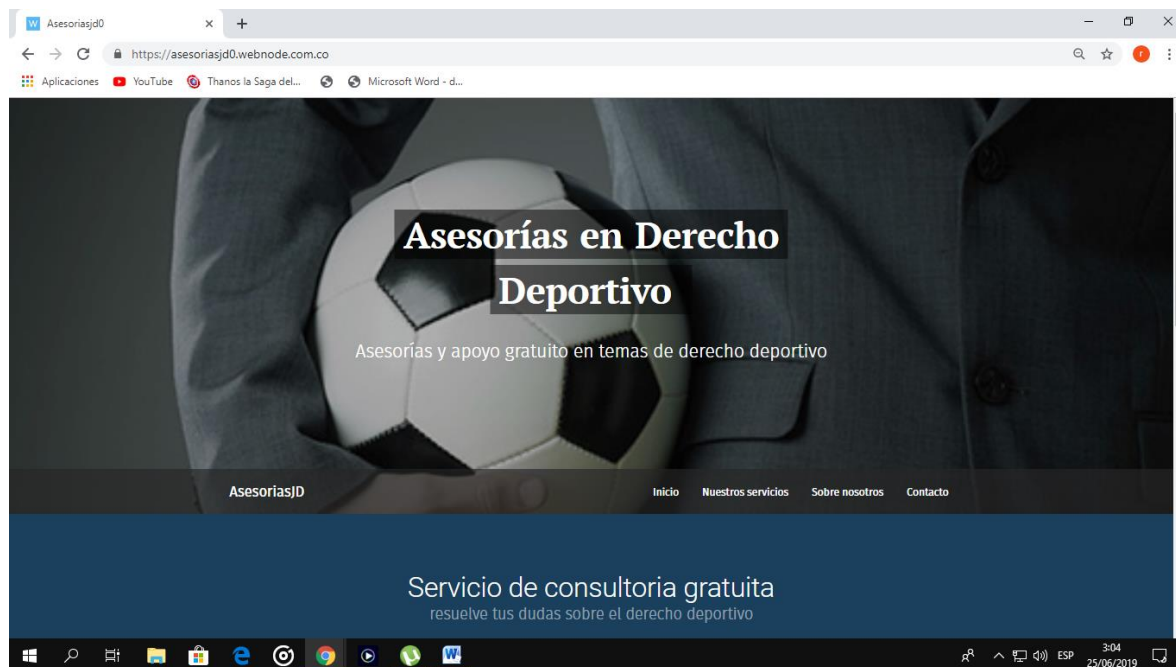 W Asesoriasjd0
https://asesoriasjd0.webnode.com.co
r
Aplicaciones YouTube Thanos la Saga del... Microsoft Word - d...
Asesorías en Derecho
Deportivo
Asesorías y apoyo gratuito en temas de derecho deportivo
AsesoriasJD Inicio Nuestros servicios Sobre nosotros Contacto
Servicio de consultoria gratuita
resuelve tus dudas sobre el derecho deportivo
ESP 3:04
25/06/2019